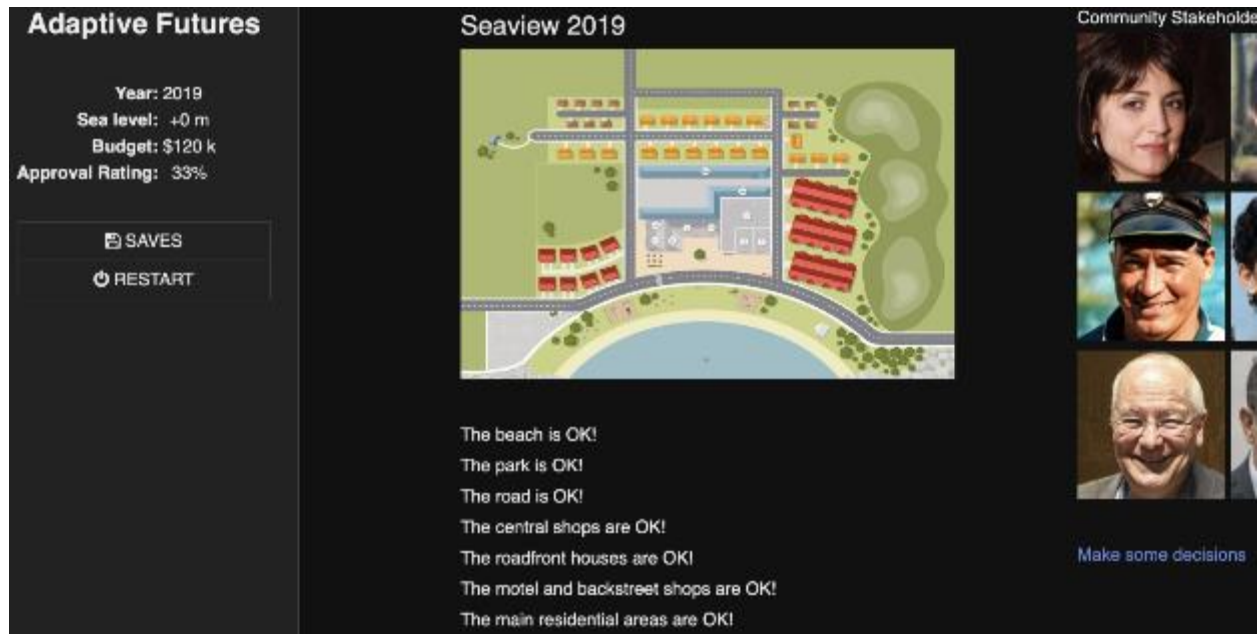 Adaptive Futures
Year: 2019
Sea level: +0 m
Budget: $120 k
Approval Rating: 33%
SAVES
RESTART
Seaview 2019
The beach is OK!
The park is OK!
The road is OK!
The central shops are OK!
The roadfront houses are OK!
The motel and backstreet shops are OK!
The main residential areas are OK!
Community Stakeholde
Make some decisions